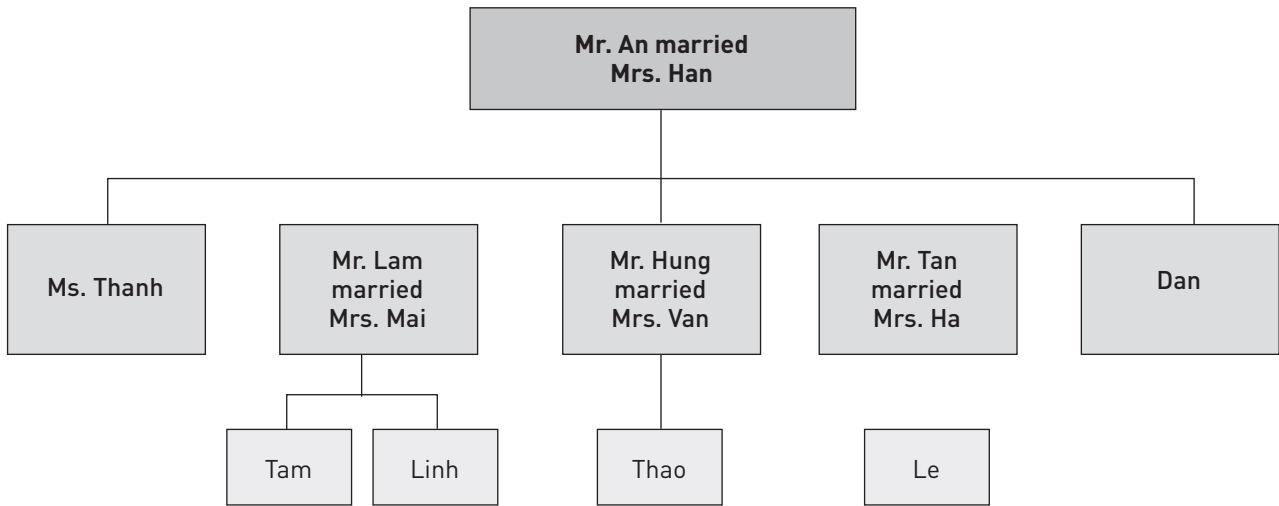 Mr. An married
Mrs. Han
Ms. Thanh
Mr. Lam
married
Mrs. Mai
Mr. Hung
married
Mrs. Van
Mr. Tan
married
Mrs. Ha
Dan
Tam
Linh
Thao
Le